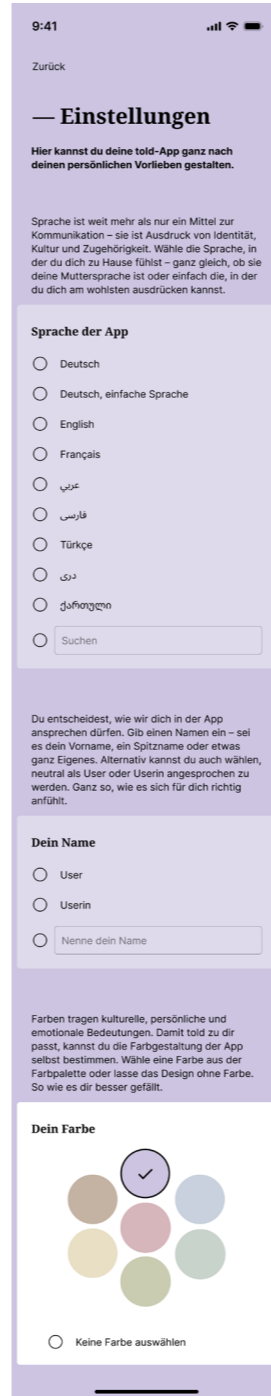 9:41
Zurück
— Einstellungen
Hier kannst du deine told-App ganz nach
deinen persönlichen Vorlieben gestalten.
Sprache ist weit mehr als nur ein Mittel zur
Kommunikation – sie ist Ausdruck von Identität,
Kultur und Zugehörigkeit. Wähle die Sprache, in
der du dich zu Hause fühlst – ganz gleich, ob sie
deine Muttersprache ist oder einfach die, in der
du dich am wohlsten ausdrücken kannst.
Sprache der App
Deutsch
Deutsch, einfache Sprache
English
Français
عربي
فارسی
Türkçe
دری
ქართული
Suchen
Du entscheidest, wie wir dich in der App
ansprechen dürfen. Gib einen Namen ein – sei
es dein Vorname, ein Spitzname oder etwas
ganz Eigenes. Alternativ kannst du auch wählen,
neutral als User oder Userin angesprochen zu
werden. Ganz so, wie es sich für dich richtig
anfühlt.
Dein Name
User
Userin
Nenne dein Name
Farben tragen kulturelle, persönliche und
emotionale Bedeutungen. Damit told zu dir
passt, kannst du die Farbgestaltung der App
selbst bestimmen. Wähle eine Farbe aus der
Farbpalette oder lasse das Design ohne Farbe.
So wie es dir besser gefällt.
Dein Farbe
Keine Farbe auswählen